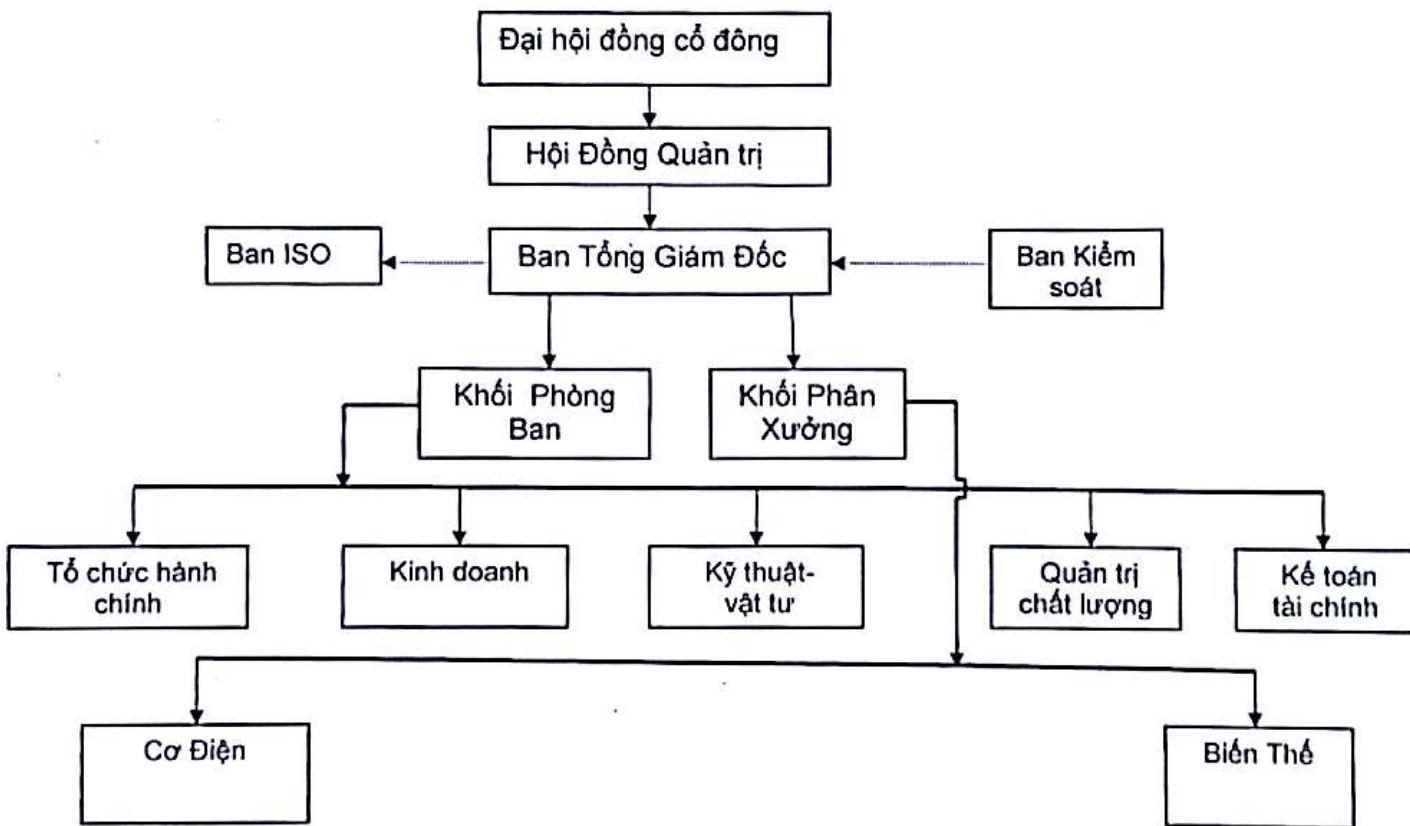 Đại hội đồng cổ đông
Hội Đồng Quản trị
Ban ISO
Ban Tổng Giám Đốc
Ban Kiểm
soát
Khối Phòng
Ban
Khối Phân
Xưởng
Tổ chức hành
chính
Kinh doanh
Kỹ thuật-
vật tư
Quản trị
chất lượng
Kế toán
tài chính
Cơ Điện
Biến Thế